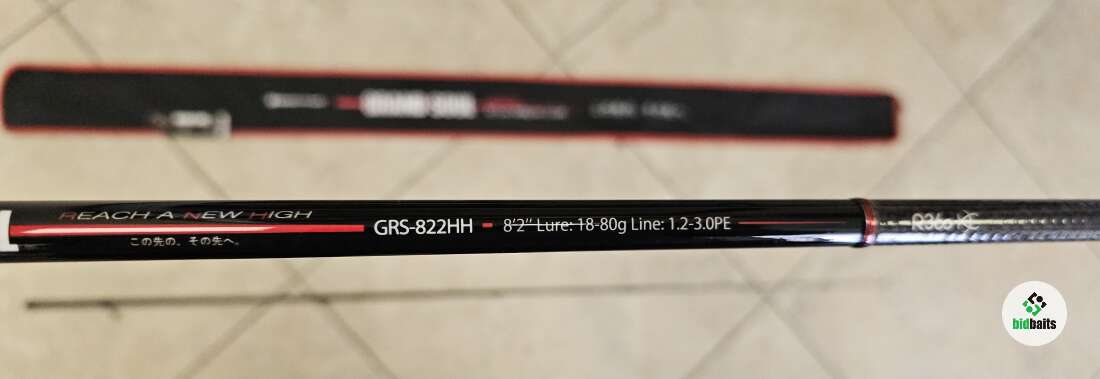 REACH A NEW HIGH
この先の。その先へ。
GRS-822HH - 8'2" Lure: 18-80g Line: 1.2-3.0PE
R360
bidbaits